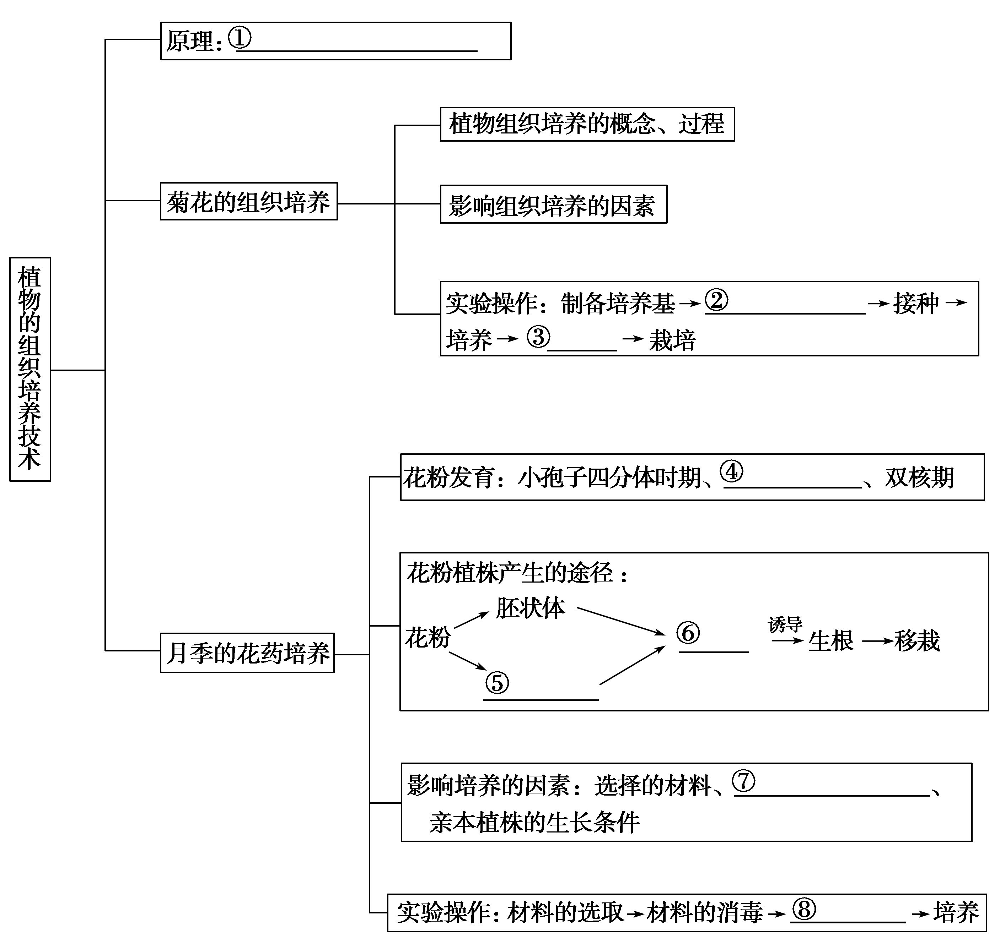 植物的组织培养技术
原理：①
菊花的组织培养
植物组织培养的概念、过程
影响组织培养的因素
实验操作：制备培养基→②→接种→
培养→③→栽培
月季的花药培养
花粉发育：小孢子四分体时期、④、双核期
花粉植株产生的途径：
胚状体
花粉
⑤
⑥ 诱导 生根→移栽
影响培养的因素：选择的材料、⑦、
亲本植株的生长条件
实验操作：材料的选取→材料的消毒→⑧→培养